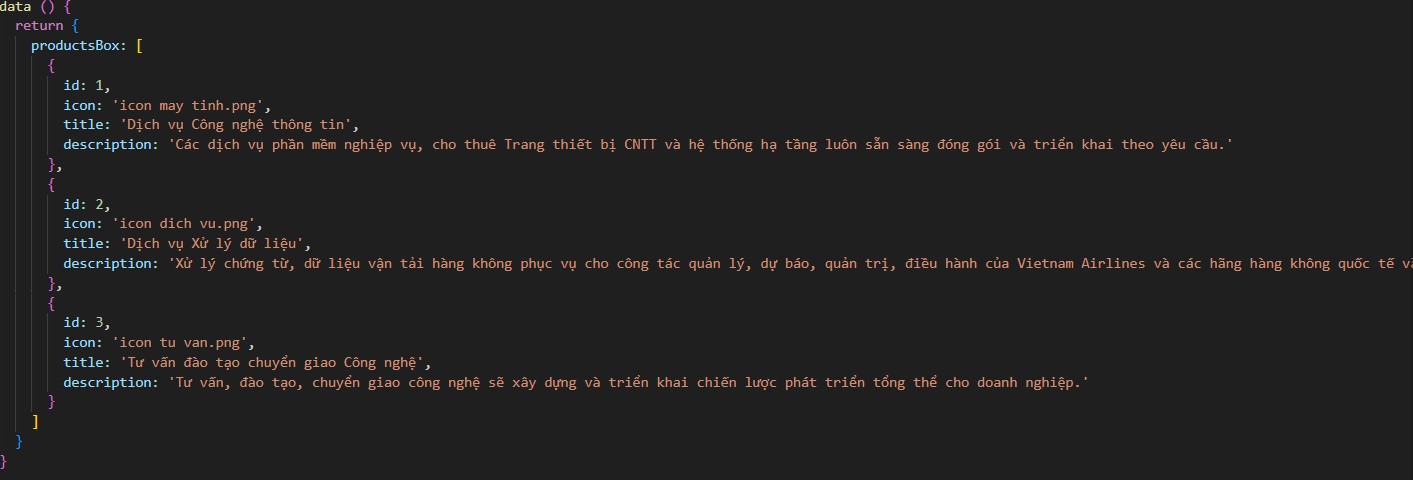 data () {
return {
productsBox: [
{
id: 1,
icon: 'icon may tinh.png',
title: 'Dịch vụ Công nghệ thông tin',
description: 'Các dịch vụ phần mềm nghiệp vụ, cho thuê Trang thiết bị CNTT và hệ thống hạ tầng luôn sẵn sàng đóng gói và triển khai theo yêu cầu.'
},
{
id: 2,
icon: 'icon dich vu.png',
title: 'Dịch vụ Xử lý dữ liệu',
description: 'Xử lý chứng từ, dữ liệu vận tải hàng không phục vụ cho công tác quản lý, dự báo, quản trị, điều hành của Vietnam Airlines và các hãng hàng không quốc tế
},
{
id: 3,
icon: 'icon tu van.png',
title: 'Tư vấn đào tạo chuyển giao Công nghệ',
description: 'Tư vấn, đào tạo, chuyển giao công nghệ sẽ xây dựng và triển khai chiến lược phát triển tổng thể cho doanh nghiệp.'
}
]
}
}